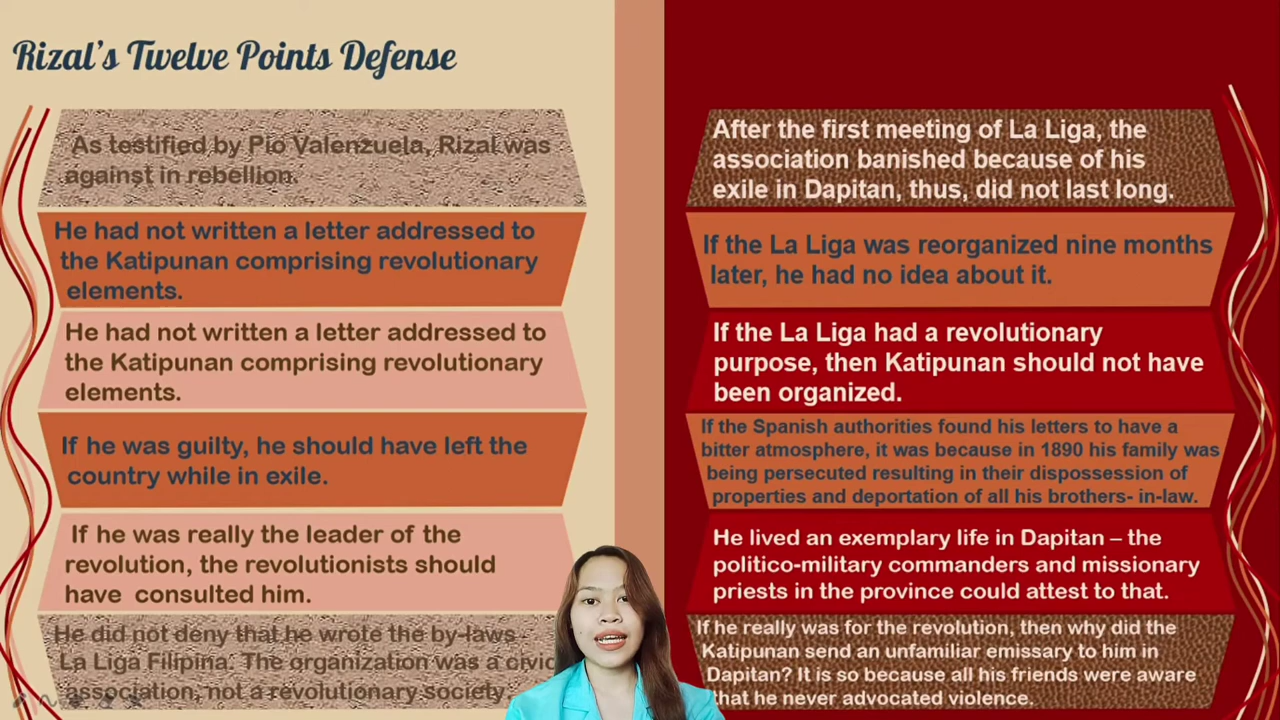 Rizal's Twelve Points Defense
As testified by Pio Valenzuela, Rizal was
against in rebellion.
He had not written a letter addressed to
the Katipunan comprising revolutionary
elements.
He had not written a letter addressed to
the Katipunan comprising revolutionary
elements.
If he was guilty, he should have left the
country while in exile.
If he was really the leader of the
revolution, the revolutionists should
have consulted him.
He did not deny that he wrote the by-laws -
La Liga Filipina. The organization was a civic
association, not a revolutionary society.
After the first meeting of La Liga, the
association banished because of his
exile in Dapitan, thus, did not last long.
If the La Liga was reorganized nine months
later, he had no idea about it.
If the La Liga had a revolutionary
purpose, then Katipunan should not have
been organized.
If the Spanish authorities found his letters to have a
bitter atmosphere, it was because in 1890 his family was
being persecuted resulting in their dispossession of
properties and deportation of all his brothers- in-law.
He lived an exemplary life in Dapitan – the
politico-military commanders and missionary
priests in the province could attest to that.
If he really was for the revolution, then why did the
Katipunan send an unfamiliar emissary to him in
Dapitan? It is so because all his friends were aware
that he never advocated violence.